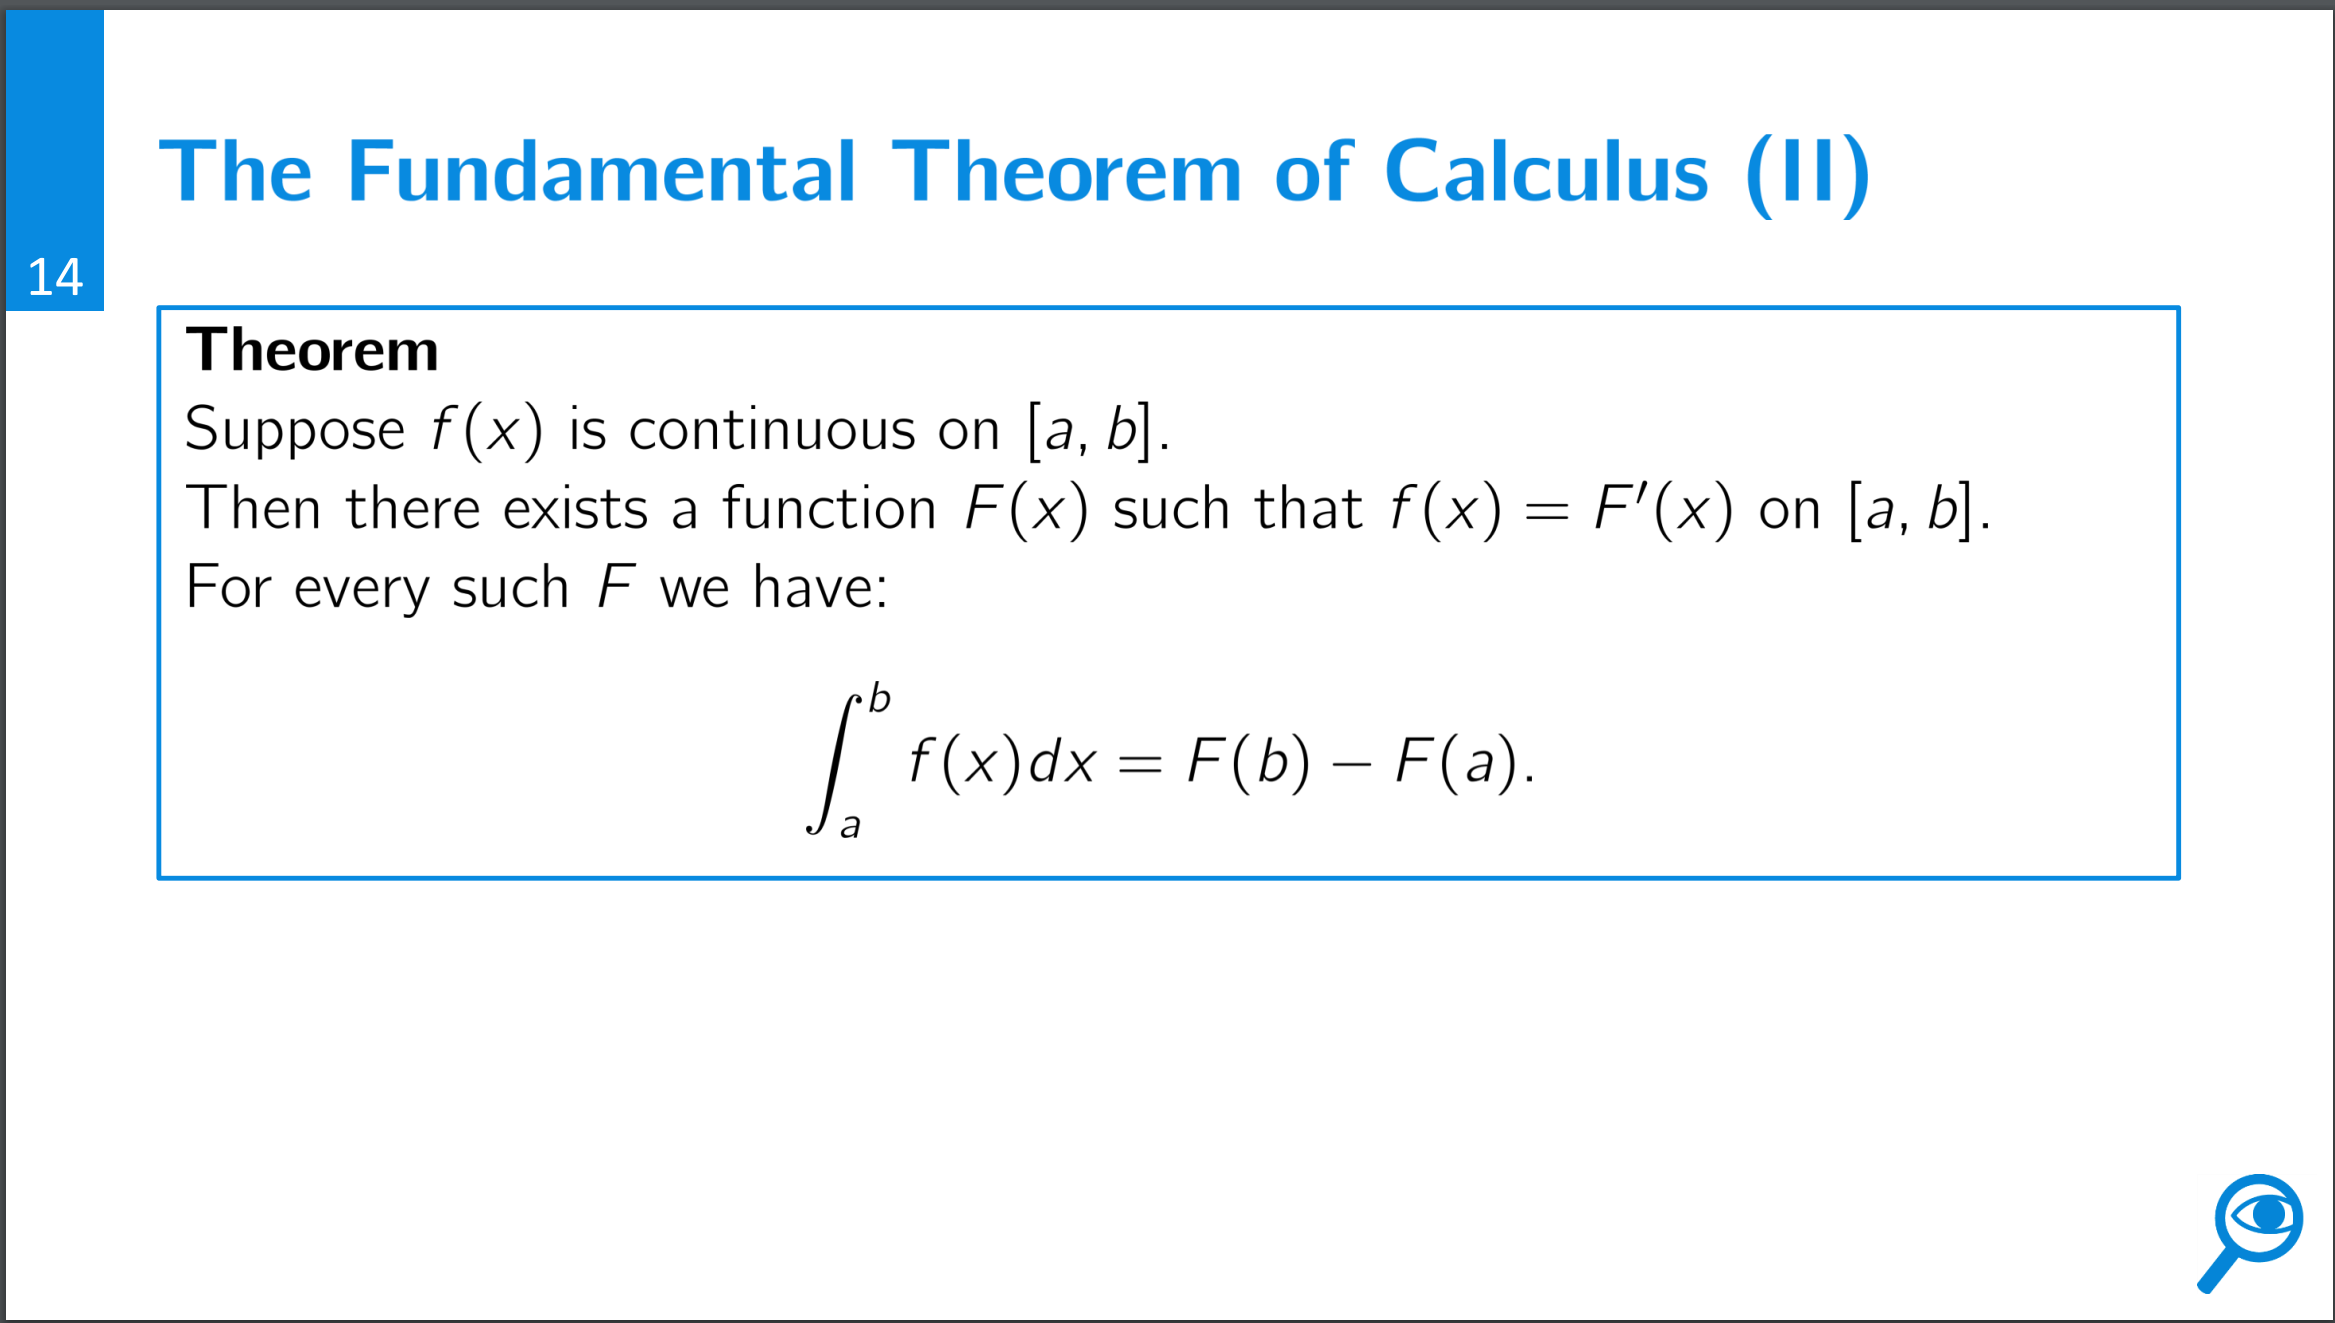 The Fundamental Theorem of Calculus (II)
14
Theorem
Suppose f(x) is continuous on [a, b].
Then there exists a function F(x) such that f(x) = F′(x) on [a, b].
For every such F we have:
∫_a^b f(x)dx = F(b) − F(a).